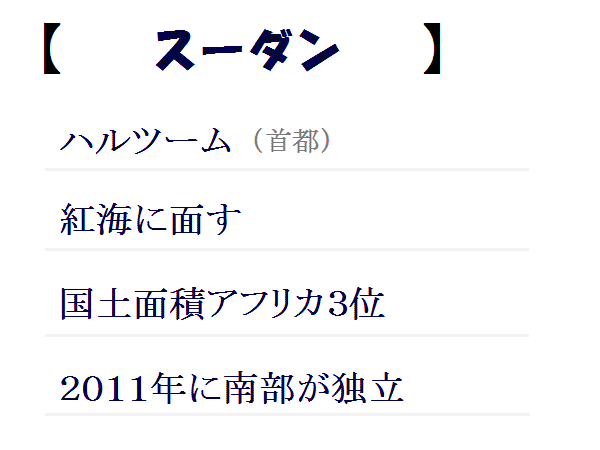 【　スーダン　】
ハルツーム（首都）
紅海に面す
国土面積アフリカ3位
2011年に南部が独立